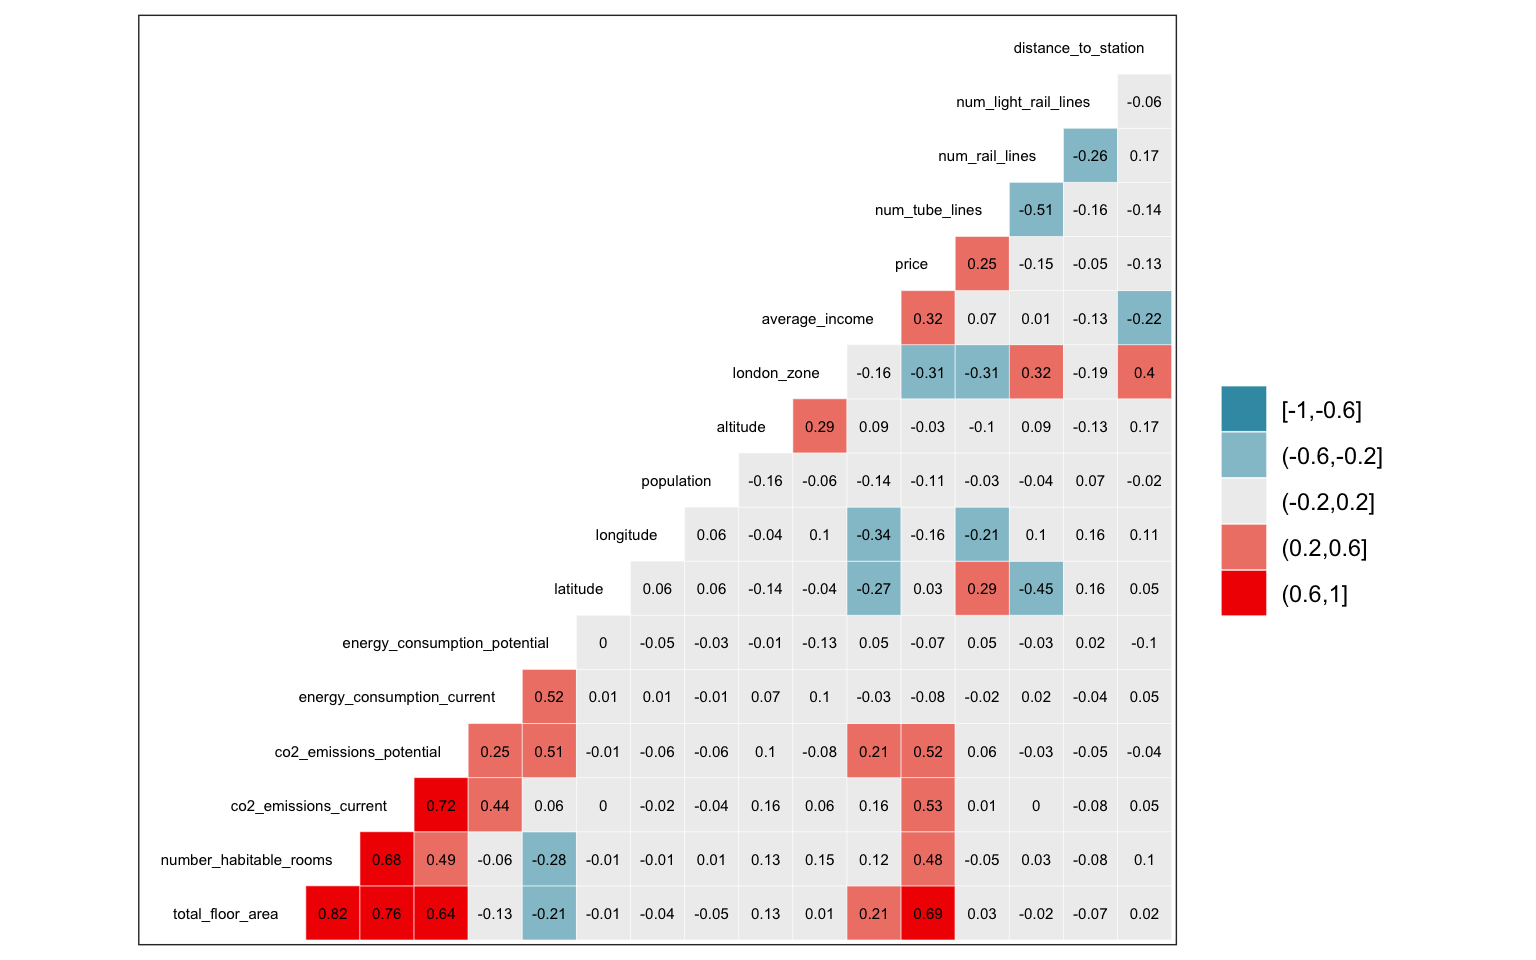 distance_to_station
num_light_rail_lines -0.06
num_rail_lines -0.26 0.17
num_tube_lines -0.51 -0.16 -0.14
price 0.25 -0.15 -0.05 -0.13
average_income 0.32 0.07 0.01 -0.13 -0.22
london_zone -0.16 -0.31 -0.31 0.32 -0.19 0.4
altitude 0.29 0.09 -0.03 -0.1 0.09 -0.13 0.17
population -0.16 -0.06 -0.14 -0.11 -0.03 -0.04 0.07 -0.02
longitude 0.06 -0.04 0.1 -0.34 -0.16 -0.21 0.1 0.16 0.11
latitude 0.06 0.06 -0.14 -0.04 -0.27 0.03 0.29 -0.45 0.16 0.05
energy_consumption_potential 0 -0.05 -0.03 -0.01 -0.13 0.05 -0.07 0.05 -0.03 0.02 -0.1
energy_consumption_current 0.52 0.01 0.01 -0.01 0.07 0.1 -0.03 -0.08 -0.02 0.02 -0.04 0.05
co2_emissions_potential 0.25 0.51 -0.01 -0.06 -0.06 0.1 -0.08 0.21 0.52 0.06 -0.03 -0.05 -0.04
co2_emissions_current 0.72 0.44 0.06 0 -0.02 -0.04 0.16 0.06 0.16 0.53 0.01 0 -0.08 0.05
number_habitable_rooms 0.68 0.49 -0.06 -0.28 -0.01 -0.01 0.01 0.13 0.15 0.12 0.48 -0.05 0.03 -0.08 0.1
total_floor_area 0.82 0.76 0.64 -0.13 -0.21 -0.01 -0.04 -0.05 0.13 0.01 0.21 0.69 0.03 -0.02 -0.07 0.02
[-1,-0.6]
(-0.6,-0.2]
(-0.2,0.2]
(0.2,0.6]
(0.6,1]